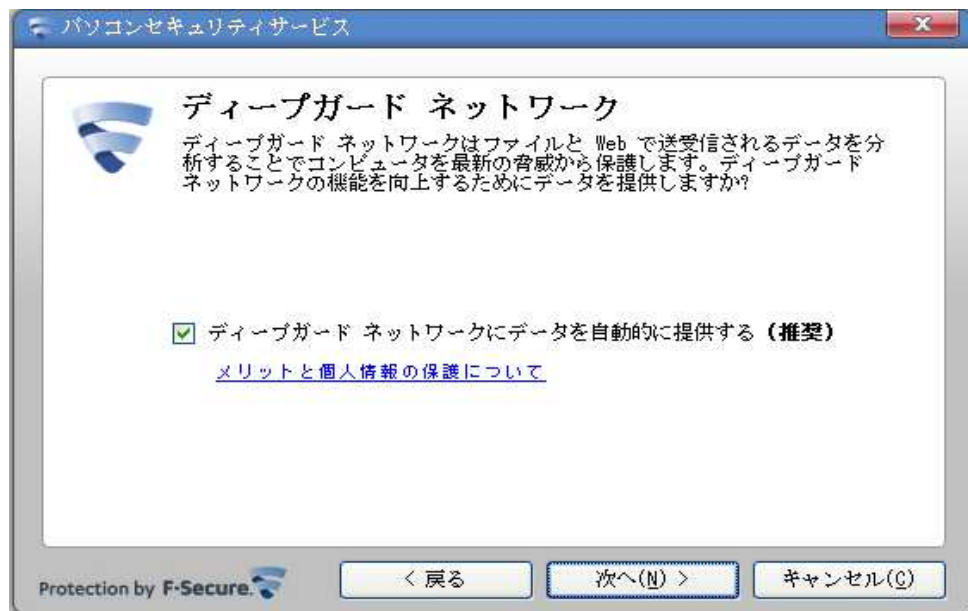 パソコンセキュリティサービス
ディープガード ネットワーク
ディープガード ネットワークはファイルと Web で送受信されるデータを分
析することでコンピュータを最新の脅威から保護します。ディープガード
ネットワークの機能を向上するためにデータを提供しますか?
ディープガード ネットワークにデータを自動的に提供する (推奨)
メリットと個人情報の保護について
Protection by F-Secure.
< 戻る
次へ(N) >
キャンセル(C)